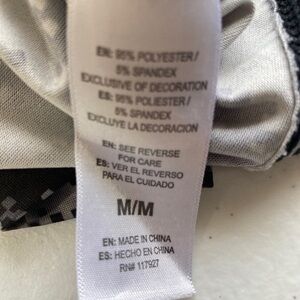 EN: 95% POLYESTER /
5% SPANDEX
EXCLUSIVE OF DECORATION
ES: 95% POLIESTER /
5% SPANDEX
EXCLUYE LA DECORACION
EN: SEE REVERSE
FOR CARE
ES: VER EL REVERSO
PARA EL CUIDADO
M/M
EN: MADE IN CHINA
ES: HECHO EN CHINA
RN# 117927